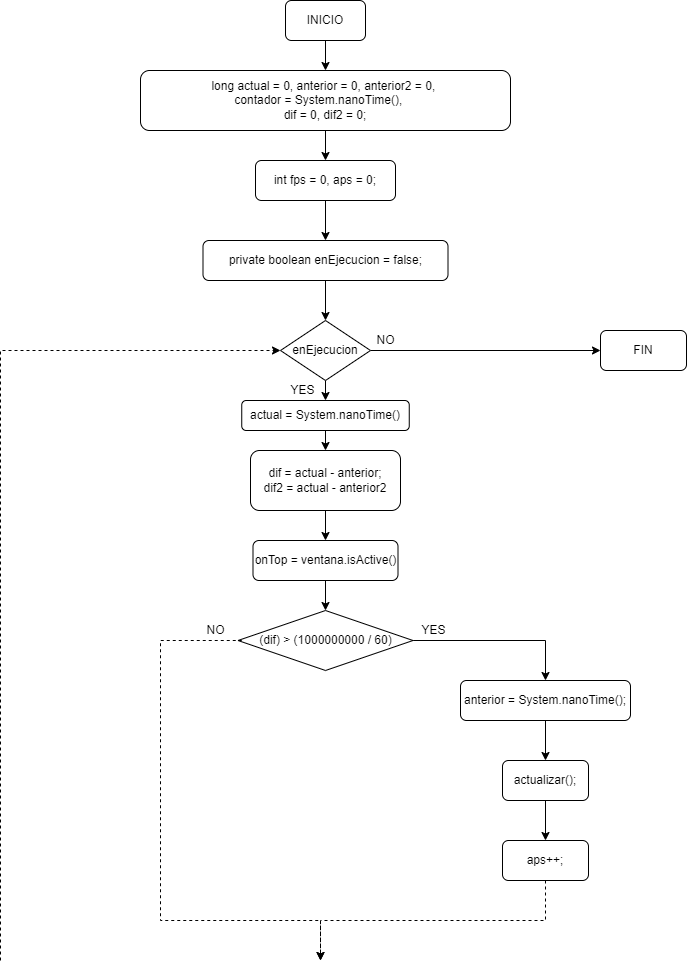 INICIO
long actual = 0, anterior = 0, anterior2 = 0,
contador = System.nanoTime(),
dif = 0, dif2 = 0;
int fps = 0, aps = 0;
private boolean enEjecucion = false;
enEjecucion
NO
FIN
YES
actual = System.nanoTime()
dif = actual - anterior;
dif2 = actual - anterior2
onTop = ventana.isActive()
NO
(dif) > (1000000000 / 60)
YES
anterior = System.nanoTime();
actualizar();
aps++;